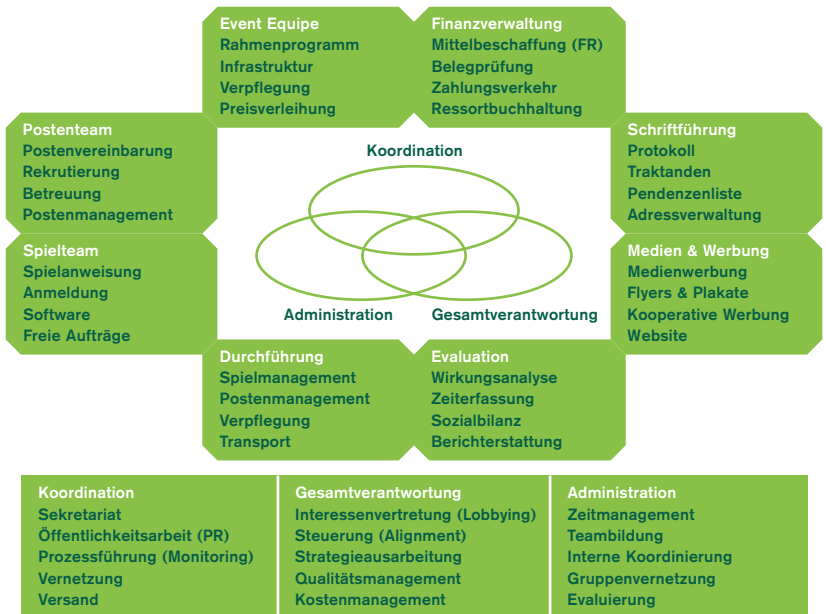 Event Equipe
Rahmenprogramm
Infrastruktur
Verpflegung
Preisverleihung
Finanzverwaltung
Mittelbeschaffung (FR)
Belegprüfung
Zahlungsverkehr
Ressortbuchhaltung
Postenteam
Postenvereinbarung
Rekrutierung
Betreuung
Postenmanagement
Koordination
Schriftführung
Protokoll
Traktanden
Pendenzenliste
Adressverwaltung
Spielteam
Spielanweisung
Anmeldung
Software
Freie Aufträge
Administration
Gesamtverantwortung
Medien & Werbung
Medienwerbung
Flyers & Plakate
Kooperative Werbung
Website
Durchführung
Spielmanagement
Postenmanagement
Verpflegung
Transport
Evaluation
Wirkungsanalyse
Zeiterfassung
Sozialbilanz
Berichterstattung
Koordination
Sekretariat
Öffentlichkeitsarbeit (PR)
Prozessführung (Monitoring)
Vernetzung
Versand
Gesamtverantwortung
Interessenvertretung (Lobbying)
Steuerung (Alignment)
Strategieausarbeitung
Qualitätsmanagement
Kostenmanagement
Administration
Zeitmanagement
Teambildung
Interne Koordinierung
Gruppenvernetzung
Evaluierung